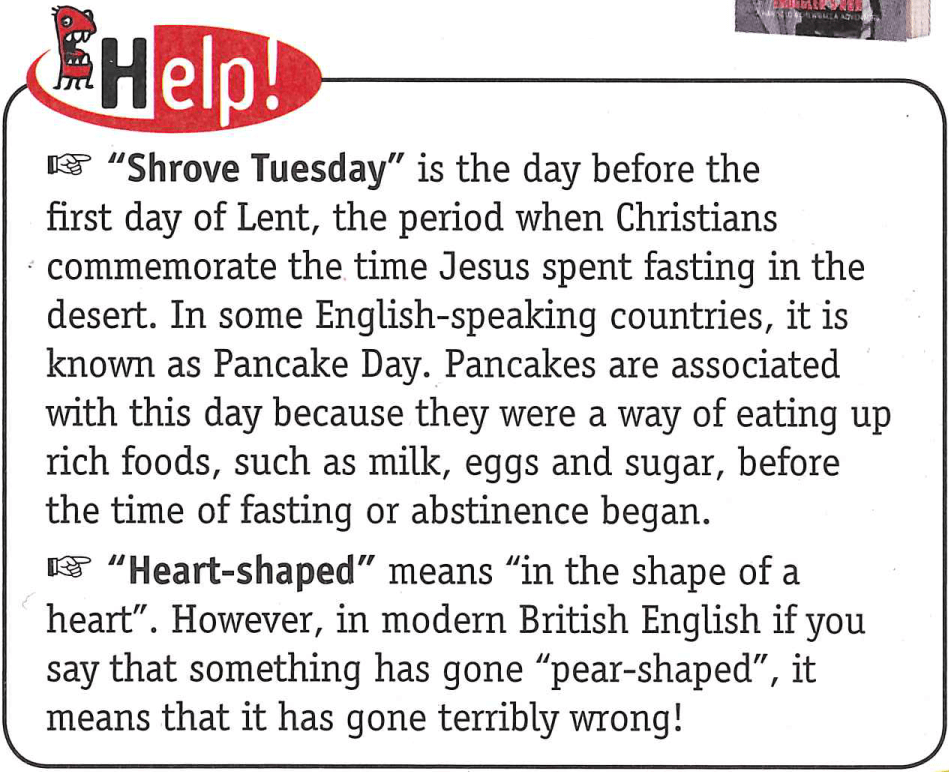 Help!
☞ “Shrove Tuesday” is the day before the
first day of Lent, the period when Christians
commemorate the time Jesus spent fasting in the
desert. In some English-speaking countries, it is
known as Pancake Day. Pancakes are associated
with this day because they were a way of eating up
rich foods, such as milk, eggs and sugar, before
the time of fasting or abstinence began.
☞ “Heart-shaped” means “in the shape of a
heart”. However, in modern British English if you
say that something has gone “pear-shaped”, it
means that it has gone terribly wrong!